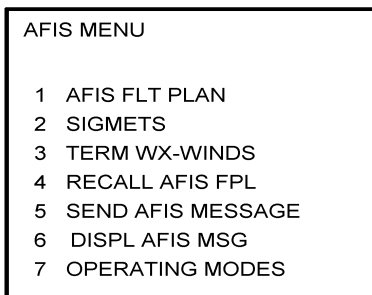 AFIS MENU
1 AFIS FLT PLAN
2 SIGMETS
3 TERM WX-WINDS
4 RECALL AFIS FPL
5 SEND AFIS MESSAGE
6 DISPL AFIS MSG
7 OPERATING MODES